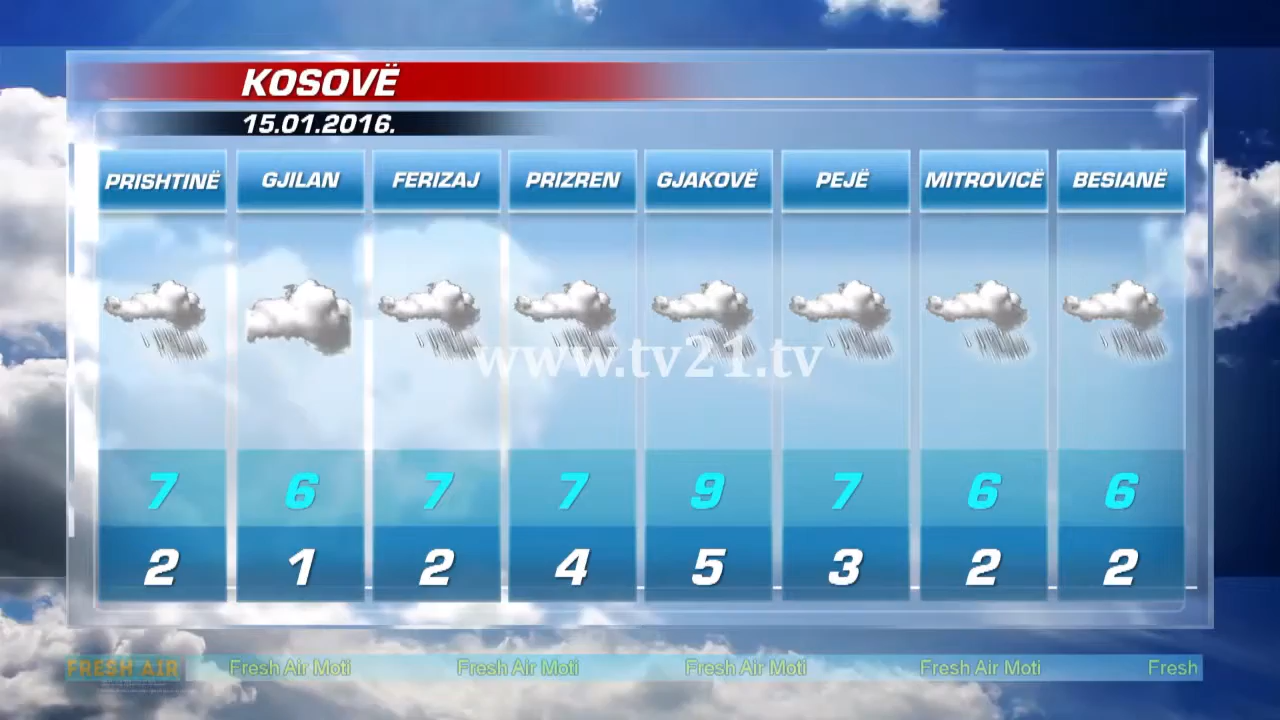 KOSOVË
15.01.2016.
PRISHTINË GJILAN FERIZAJ PRIZREN GJAKOVË PEJË MITROVICË BESIANË
www.tv21.tv
7 6 7 7 9 7 6 6
2 1 2 4 5 3 2 2
FRESH AIR Fresh Air Moti Fresh Air Moti Fresh Air Moti Fresh Air Moti Fresh